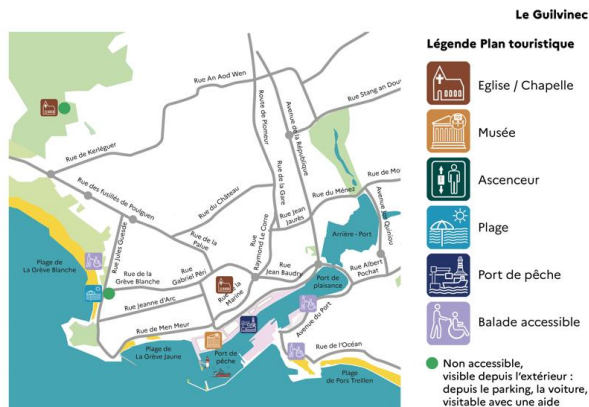 Le Guilvinec
Légende Plan touristique
Eglise / Chapelle
Musée
Ascenceur
Plage
Port de pêche
Balade accessible
Non accessible,
visible depuis l'extérieur :
depuis le parking, la voiture,
visitable avec une aide
Rue An Aod Wen
Rue Stang an Dou
Route de Plomeur
Avenue de la République
Rue de Kerléguer
Rue des fusillés de Poulguen
Rue du Château
Rue de la Gare
Rue du Ménez
Rue de Mo
Avenue
Quiniou
Rue Jean
Jaurès
Rue Jules Guesde
Rue de la
Palue
Rue
Raymond Le Corre
Arrière-Port
Plage de
La Grève Blanche
Rue de la
Grève Blanche
Rue
Gabriel Péri
Rue
Jean Baudry
Port de
plaisance
Rue Albert
Pochat
Rue Jeanne d'Arc
Rue de la
Marine
Avenue du Port
Rue de Men Meur
Plage de
La Grève Jaune
Port de
pêche
Rue de l'Océan
Plage
de Pors Treillen